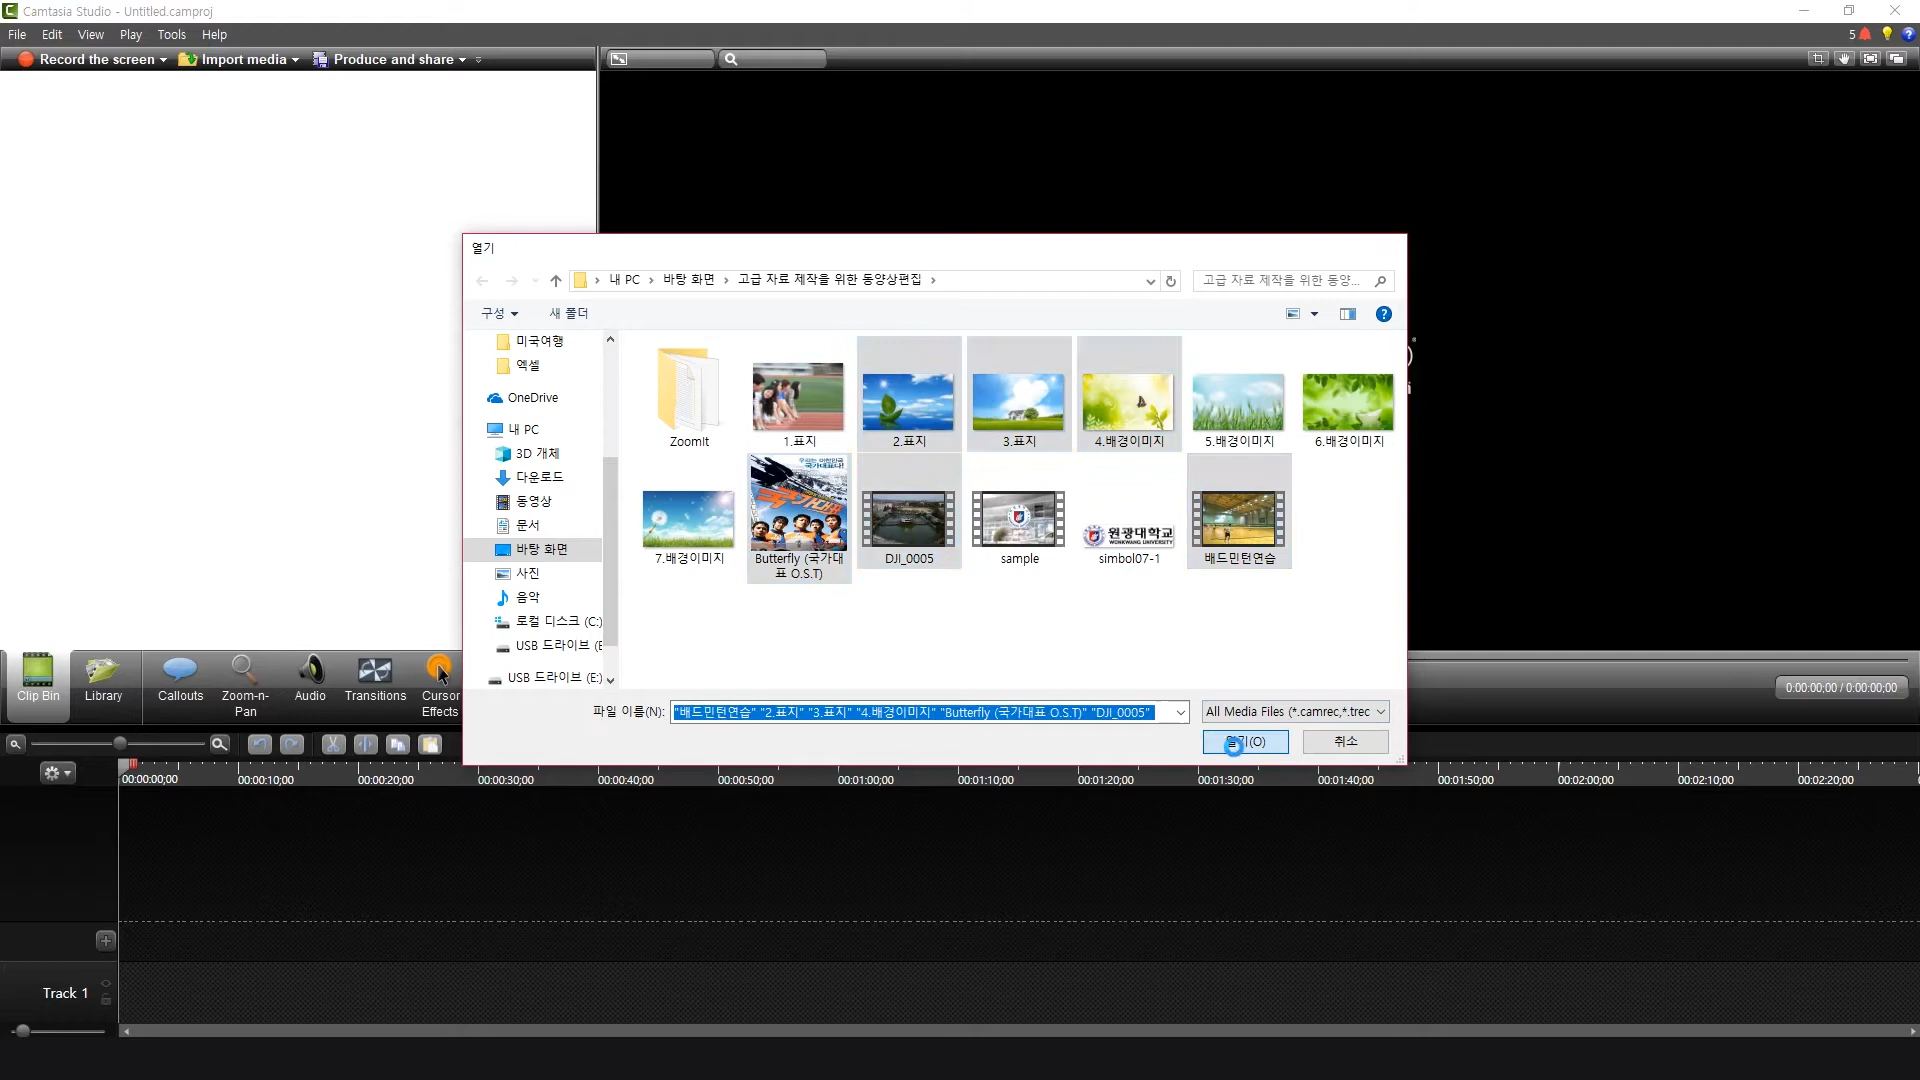 Camtasia Studio - Untitled.camproj
File Edit View Play Tools Help
5
Record the screen Import media Produce and share
열기
내 PC 바탕 화면 고급 자료 제작을 위한 동양상편집
고급 자료 제작을 위한 동양...
구성 새 폴더
미국여행
엑셀
OneDrive
내 PC
3D 개체
다운로드
동영상
문서
바탕 화면
사진
음악
로컬 디스크 (C:)
USB 드라이브 (E
USB 드라이브 (E:)
ZoomIt
1.표지
2.표지
3.표지
4.배경이미지
5.배경이미지
6.배경이미지
7.배경이미지
Butterfly (국가대
표 O.S.T)
DJI_0005
sample
원광대학교
WONKWANG UNIVERSITY
simbol07-1
배드민턴연습
파일 이름(N): "배드민턴연습" "2.표지" "3.표지" "4.배경이미지" "Butterfly (국가대표 O.S.T)" "DJI_0005"
All Media Files (*.camrec,*.trec
취소
Clip Bin
Library
Callouts
Zoom-n-
Pan
Audio
Transitions
Cursor
Effects
0:00:00;00 / 0:00:00;00
00:00:00;00 00:00:10;00 00:00:20;00 00:00:30;00 00:00:40;00 00:00:50;00 00:01:00;00 00:01:10;00 00:01:20;00 00:01:30;00 00:01:40;00 00:01:50;00 00:02:00;00 00:02:10;00 00:02:20;00
Track 1